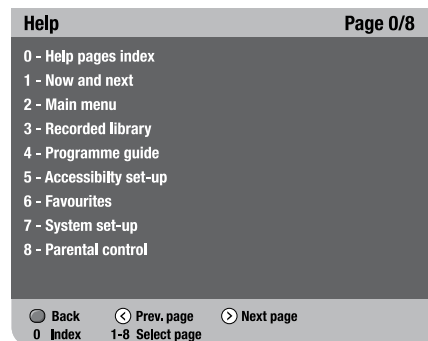 Help Page 0/8
0 - Help pages index
1 - Now and next
2 - Main menu
3 - Recorded library
4 - Programme guide
5 - Accessibilty set-up
6 - Favourites
7 - System set-up
8 - Parental control
Back Prev. page Next page
0 Index 1-8 Select page